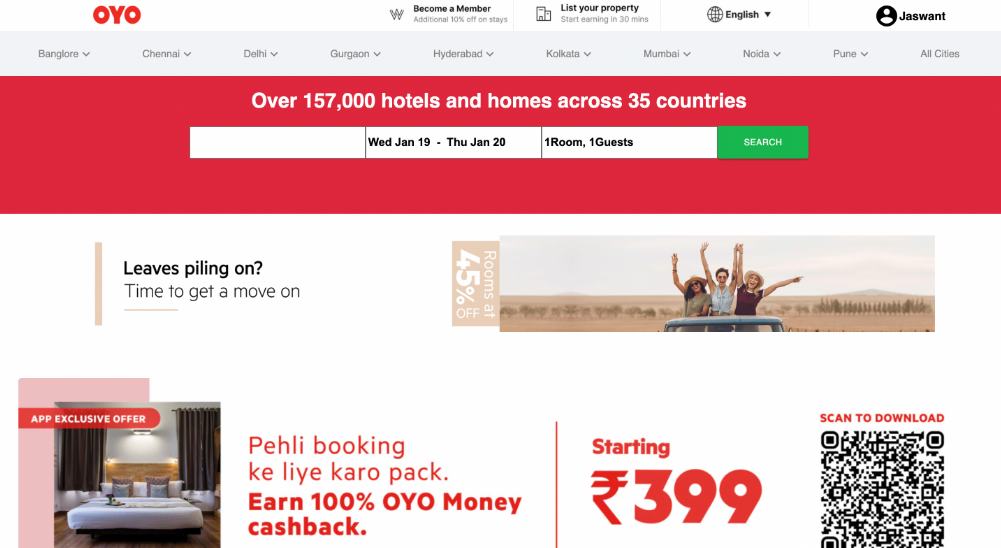 OYO
Become a Member
Additional 10% off on stays
List your property
Start earning in 30 mins
English
Jaswant
Banglore
Chennai
Delhi
Gurgaon
Hyderabad
Kolkata
Mumbai
Noida
Pune
All Cities
Over 157,000 hotels and homes across 35 countries
Wed Jan 19 - Thu Jan 20
1Room, 1Guests
SEARCH
Leaves piling on?
Time to get a move on
Rooms at
45%
OFF
APP EXCLUSIVE OFFER
Pehli booking
ke liye karo pack.
Earn 100% OYO Money
cashback.
Starting
₹399
SCAN TO DOWNLOAD